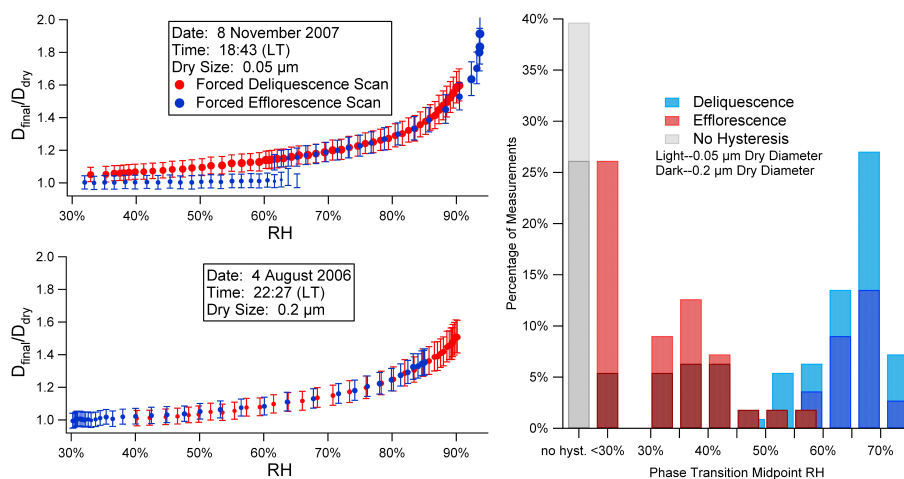 2.0
1.8
1.6
1.4
1.2
1.0
D_final/D_dry
Date: 8 November 2007
Time: 18:43 (LT)
Dry Size: 0.05 µm
Forced Deliquescence Scan
Forced Efflorescence Scan
30% 40% 50% 60% 70% 80% 90%
RH
2.0
1.8
1.6
1.4
1.2
1.0
D_final/D_dry
Date: 4 August 2006
Time: 22:27 (LT)
Dry Size: 0.2 µm
30% 40% 50% 60% 70% 80% 90%
RH
40%
35%
30%
25%
20%
15%
10%
5%
0%
Percentage of Measurements
Deliquescence
Efflorescence
No Hysteresis
Light--0.05 µm Dry Diameter
Dark--0.2 µm Dry Diameter
no hyst. <30% 30% 40% 50% 60% 70%
Phase Transition Midpoint RH